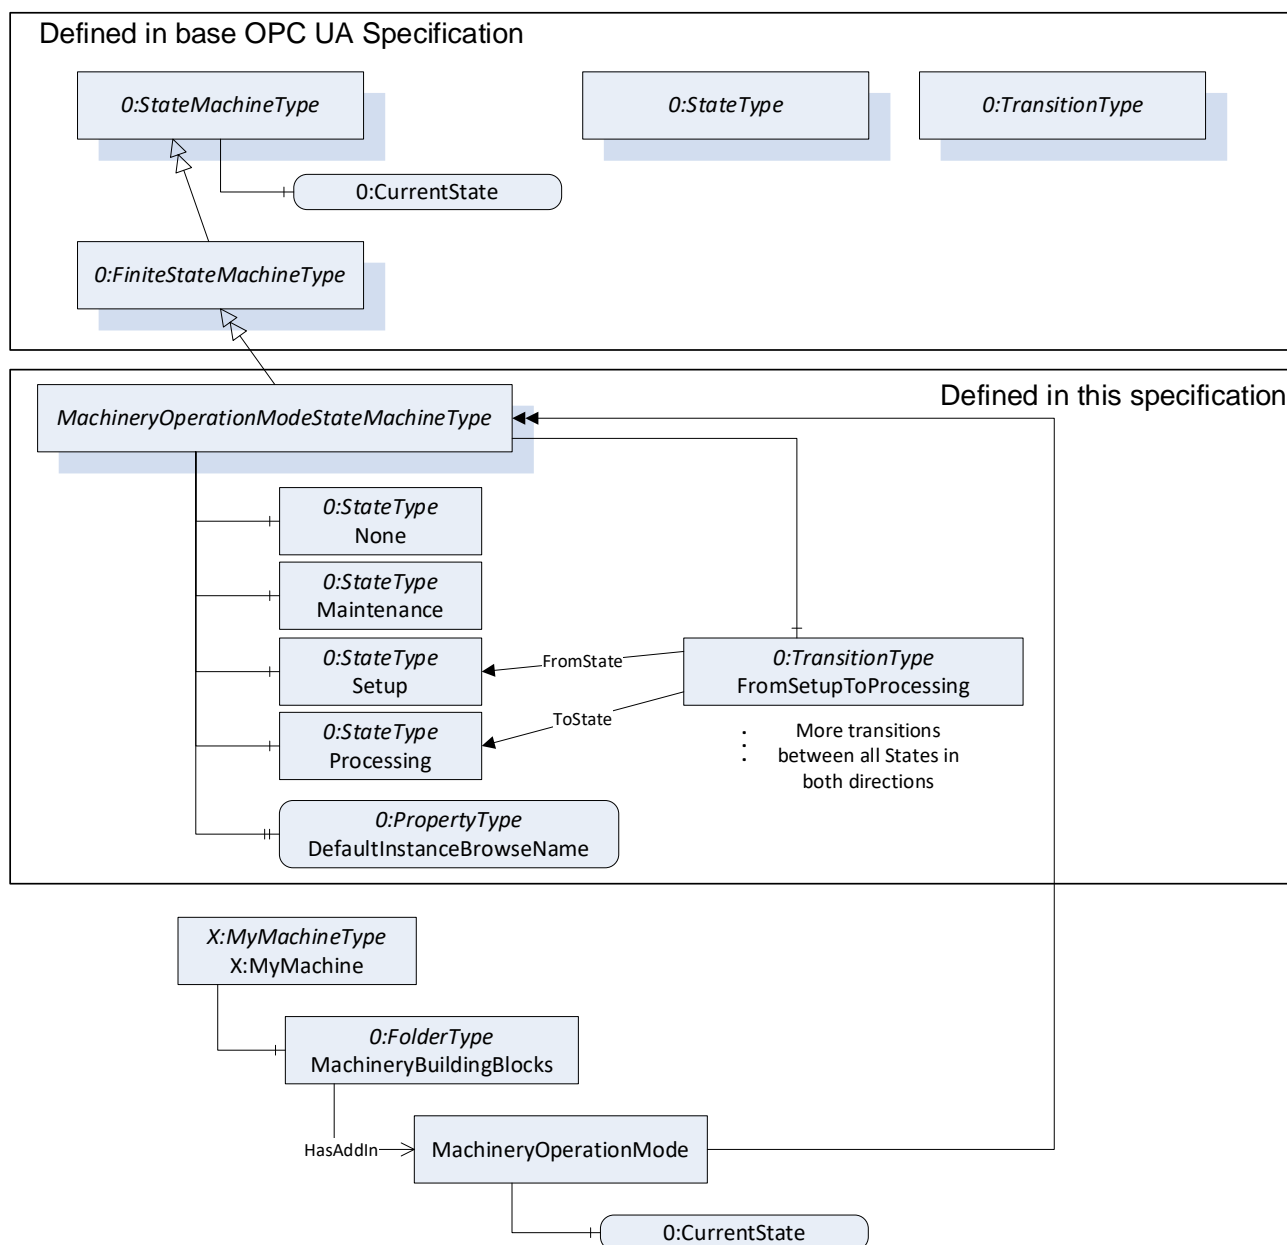 Defined in base OPC UA Specification
0:StateMachineType
0:StateType
0:TransitionType
0:CurrentState
0:FiniteStateMachineType
Defined in this specification
MachineryOperationModeStateMachineType
0:StateType
None
0:StateType
Maintenance
0:StateType
Setup
FromState
0:TransitionType
FromSetupToProcessing
ToState
0:StateType
Processing
More transitions
between all States in
both directions
0:PropertyType
DefaultInstanceBrowseName
X:MyMachineType
X:MyMachine
0:FolderType
MachineryBuildingBlocks
HasAddIn
MachineryOperationMode
0:CurrentState